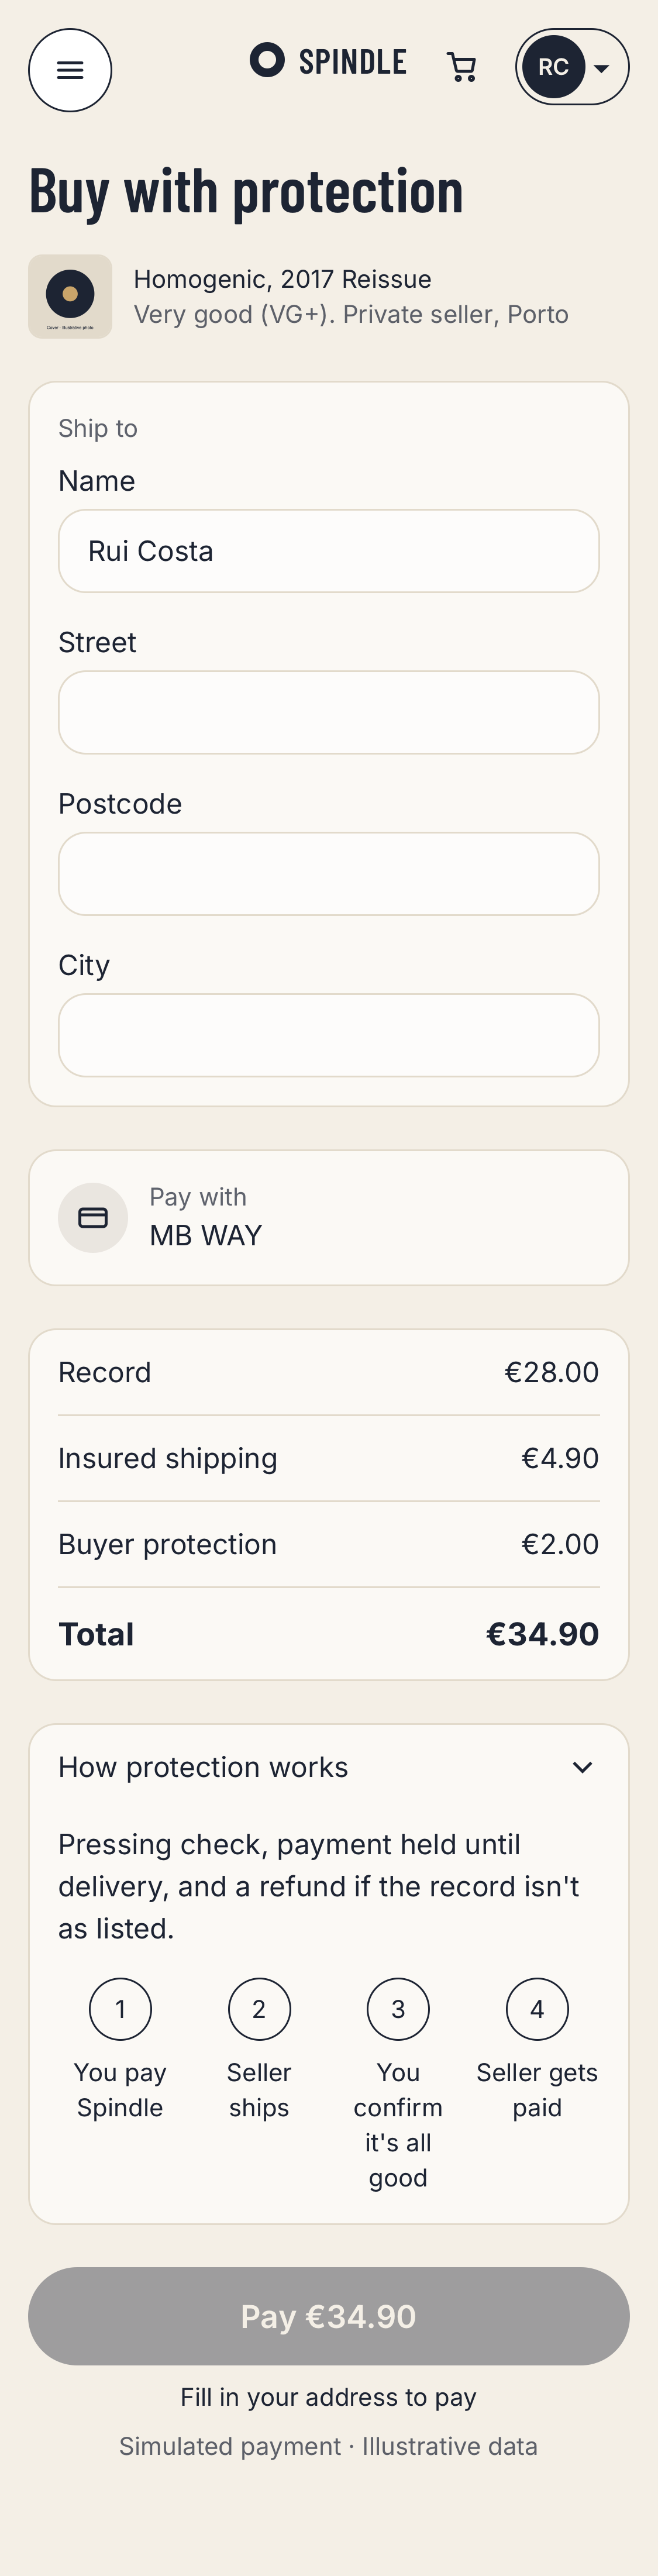 SPINDLE
RC
Buy with protection
Cover · Illustrative photo
Homogenic, 2017 Reissue
Very good (VG+). Private seller, Porto
Ship to
Name
Rui Costa
Street
Postcode
City
Pay with
MB WAY
Record €28.00
Insured shipping €4.90
Buyer protection €2.00
Total €34.90
How protection works
Pressing check, payment held until
delivery, and a refund if the record isn't
as listed.
1
You pay
Spindle
2
Seller
ships
3
You
confirm
it's all
good
4
Seller gets
paid
Pay €34.90
Fill in your address to pay
Simulated payment · Illustrative data